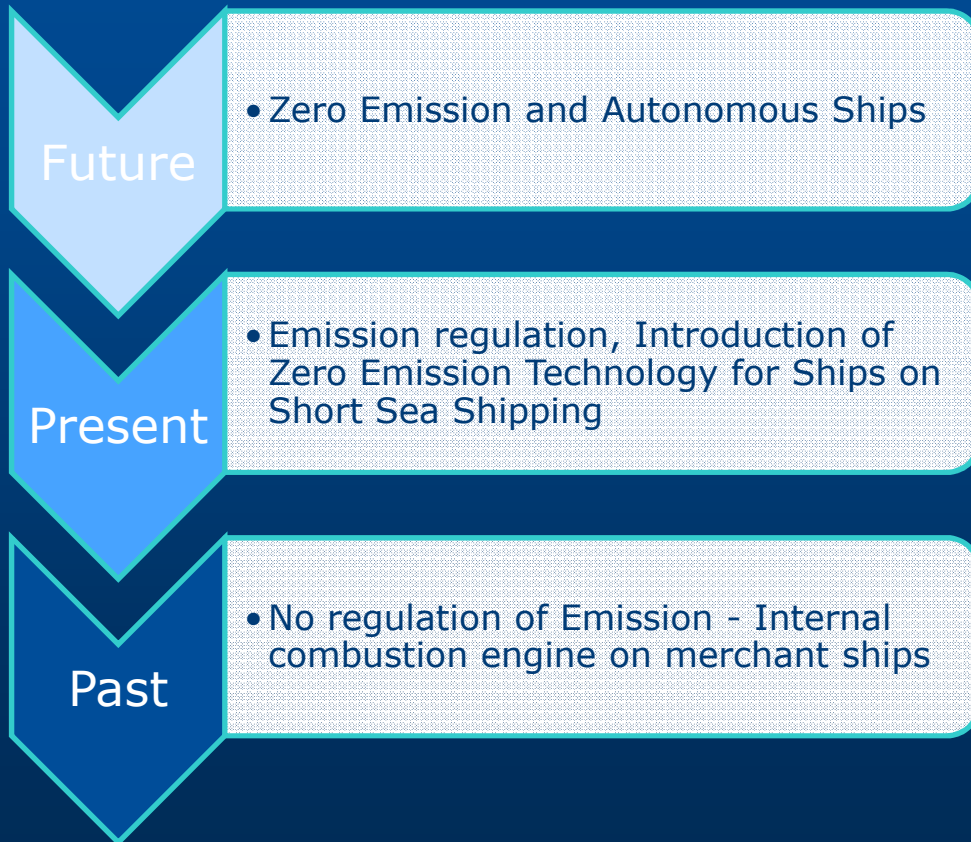 Future
• Zero Emission and Autonomous Ships
Present
• Emission regulation, Introduction of
Zero Emission Technology for Ships on
Short Sea Shipping
Past
• No regulation of Emission - Internal
combustion engine on merchant ships